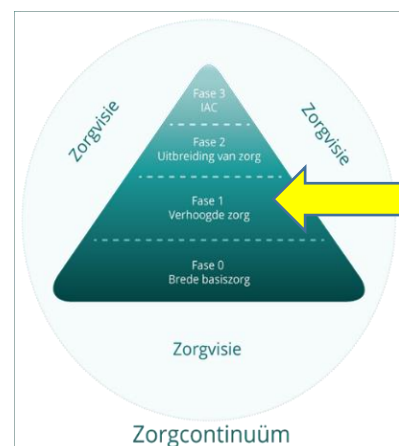 Zorgvisie
Zorgvisie
Fase 3
IAC
Fase 2
Uitbreiding van zorg
Fase 1
Verhoogde zorg
Fase 0
Brede basiszorg
Zorgvisie
Zorgcontinuüm